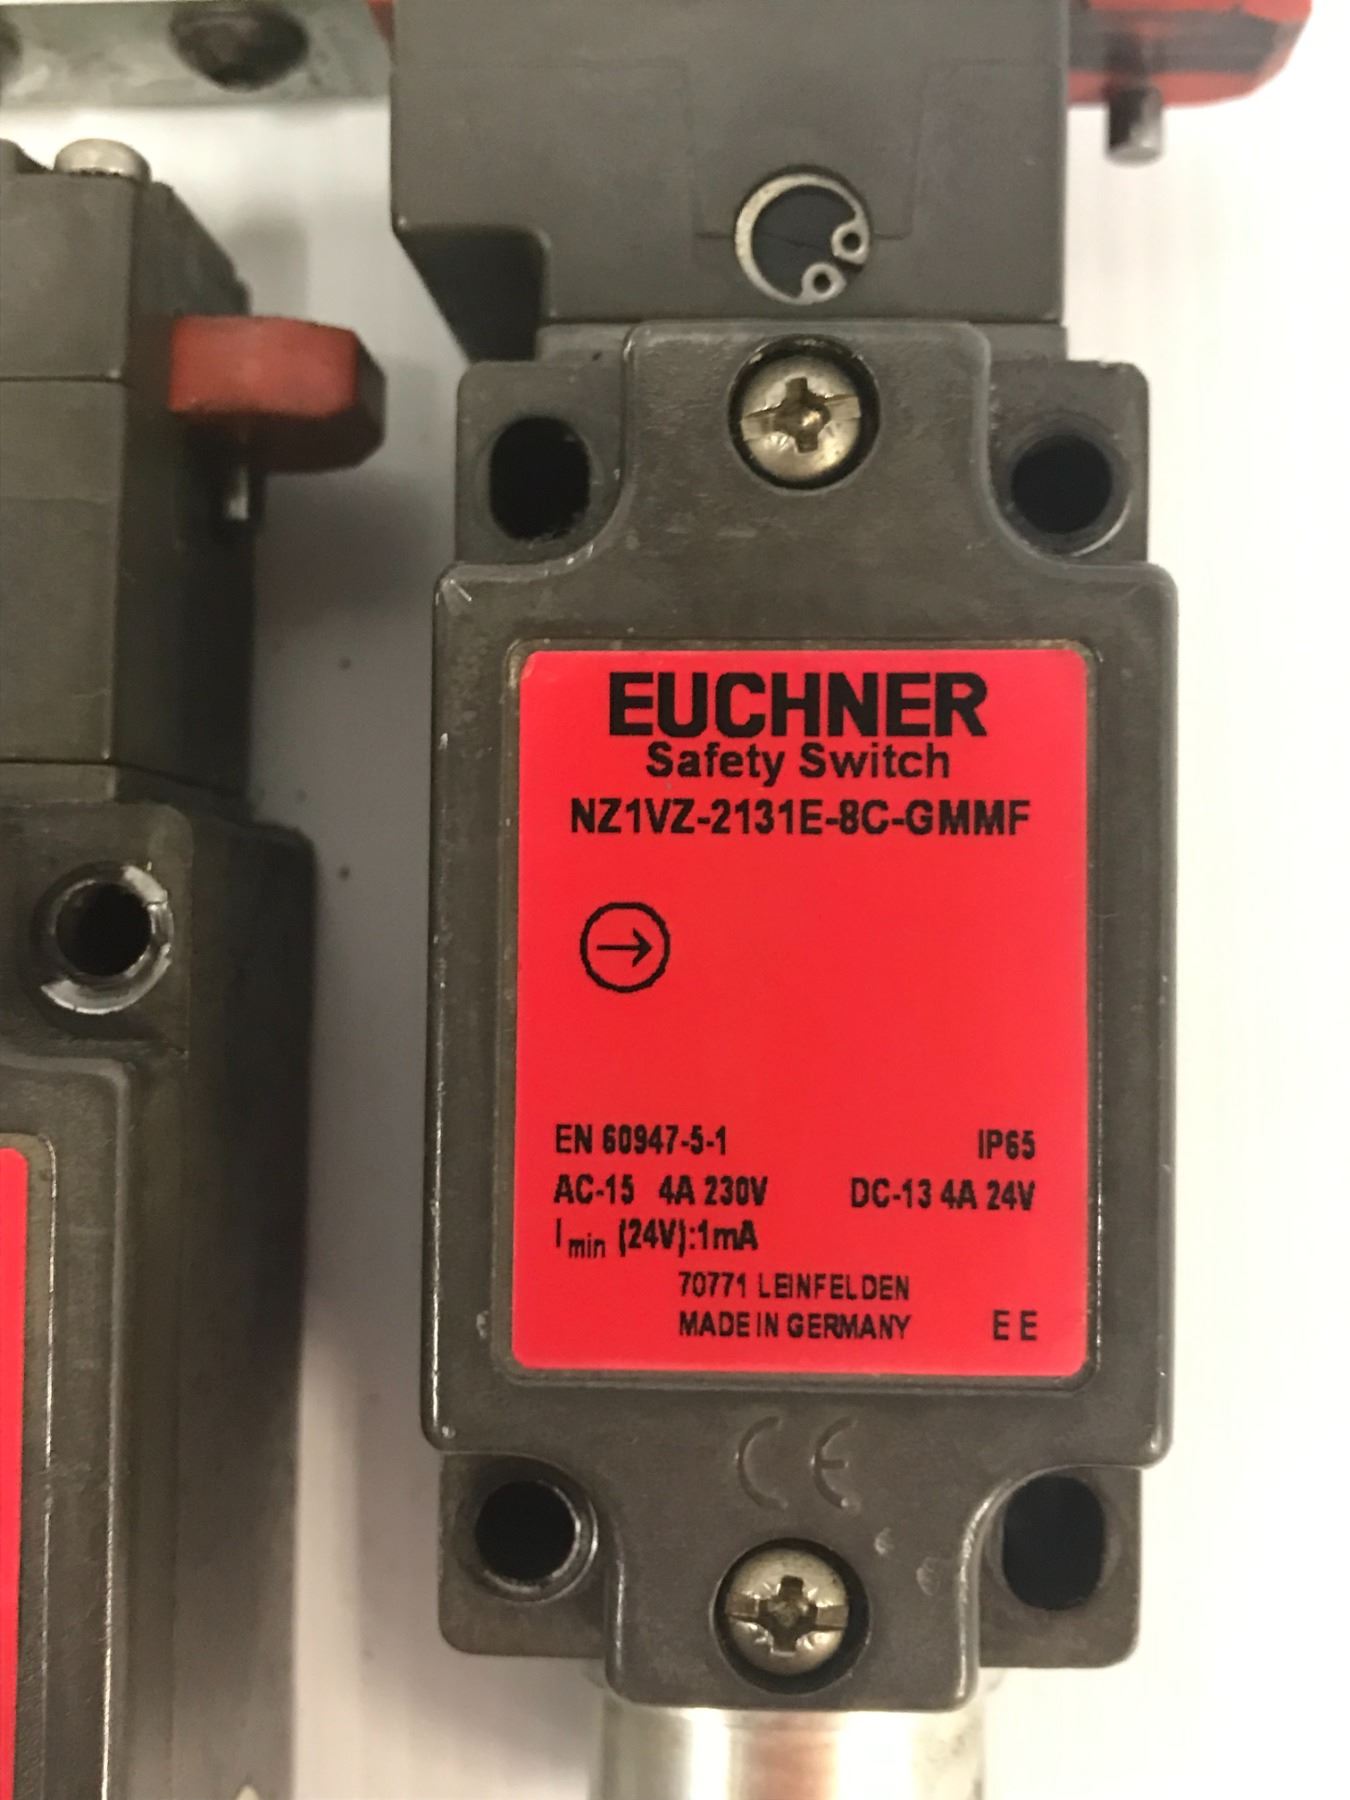 EUCHNER
Safety Switch
NZ1VZ-2131E-8C-GMMF
EN 60947-5-1 IP65
AC-15 4A 230V DC-13 4A 24V
Imin (24V):1mA
70771 LEINFELDEN
MADE IN GERMANY E E
CE